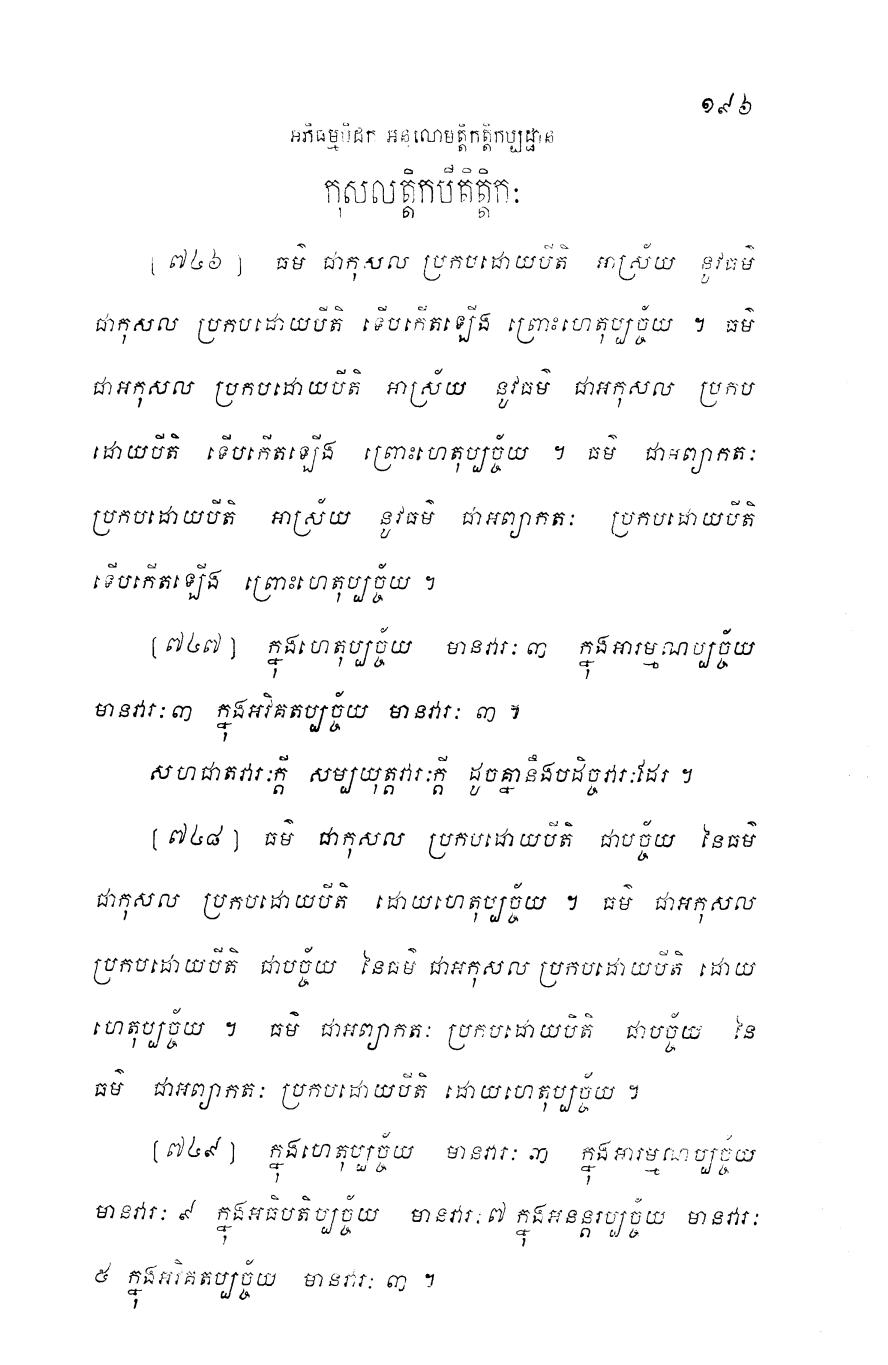 ១៩៦
អភិធម្មបិដក អនុលោមត្តិកត្តិកប្បដ្ឋាន
កុសលត្តិកបីតិត្តិកៈ
[ ៧៤៦ ] ធម៌ ជាកុសល ប្រកបដោយបីតិ អាស្រ័យ នូវធម៌
ជាកុសល ប្រកបដោយបីតិ ទើបកើតឡើង ព្រោះហេតុប្បច្ច័យ ។ ធម៌
ជាអកុសល ប្រកបដោយបីតិ អាស្រ័យ នូវធម៌ ជាអកុសល ប្រកប
ដោយបីតិ ទើបកើតឡើង ព្រោះហេតុប្បច្ច័យ ។ ធម៌ ជាអព្យាកតៈ
ប្រកបដោយបីតិ អាស្រ័យ នូវធម៌ ជាអព្យាកតៈ ប្រកបដោយបីតិ
ទើបកើតឡើង ព្រោះហេតុប្បច្ច័យ ។
[ ៧៤៧ ] ក្នុងហេតុប្បច្ច័យ មានវារៈ ៣ ក្នុងអារម្មណប្បច្ច័យ
មានវារៈ ៣ ក្នុងអវិគតប្បច្ច័យ មានវារៈ ៣ ។
សហជាតវារៈក្តី សម្បយុត្តវារៈក្តី ដូចគ្នានឹងបដិច្ចវារៈដែរ ។
[ ៧៤៨ ] ធម៌ ជាកុសល ប្រកបដោយបីតិ ជាបច្ច័យ នៃធម៌
ជាកុសល ប្រកបដោយបីតិ ដោយហេតុប្បច្ច័យ ។ ធម៌ ជាអកុសល
ប្រកបដោយបីតិ ជាបច្ច័យ នៃធម៌ ជាអកុសល ប្រកបដោយបីតិ ដោយ
ហេតុប្បច្ច័យ ។ ធម៌ ជាអព្យាកតៈ ប្រកបដោយបីតិ ជាបច្ច័យ នៃ
ធម៌ ជាអព្យាកតៈ ប្រកបដោយបីតិ ដោយហេតុប្បច្ច័យ ។
[ ៧៤៩ ] ក្នុងហេតុប្បច្ច័យ មានវារៈ ៣ ក្នុងអារម្មណប្បច្ច័យ
មានវារៈ ៩ ក្នុងអធិបតិប្បច្ច័យ មានវារៈ ៧ ក្នុងអនន្តរប្បច្ច័យ មានវារៈ
៥ ក្នុងអវិគតប្បច្ច័យ មានវារៈ ៣ ។